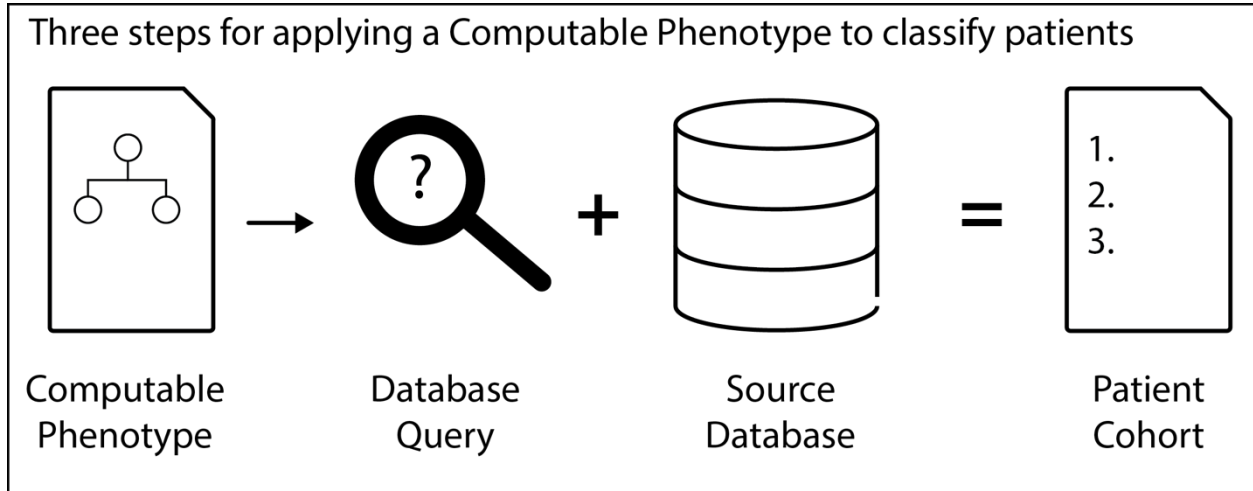 Three steps for applying a Computable Phenotype to classify patients
?
+
=
1.
2.
3.
Computable
Phenotype
Database
Query
Source
Database
Patient
Cohort